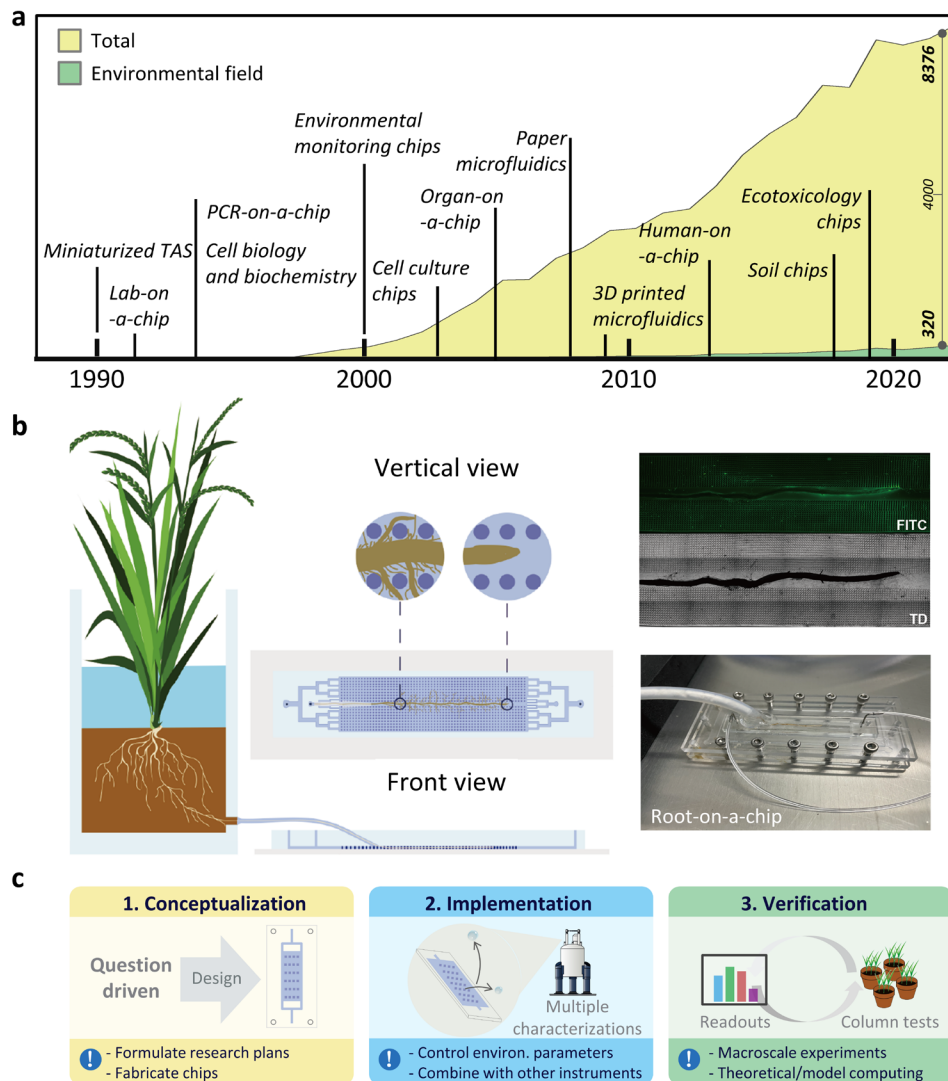 a
Total
Environmental field
8376
4000
320
Environmental
monitoring chips
Paper
microfluidics
PCR-on-a-chip
Organ-on
-a-chip
Ecotoxicology
chips
Miniaturized TAS
Cell biology
and biochemistry
Human-on
-a-chip
Cell culture
chips
Soil chips
Lab-on
-a-chip
3D printed
microfluidics
1990
2000
2010
2020
b
Vertical view
Front view
FITC
TD
Root-on-a-chip
c
1. Conceptualization
Question
driven
Design
! - Formulate research plans
- Fabricate chips
2. Implementation
Multiple
characterizations
! - Control environ. parameters
- Combine with other instruments
3. Verification
Readouts
Column tests
! - Macroscale experiments
- Theoretical/model computing